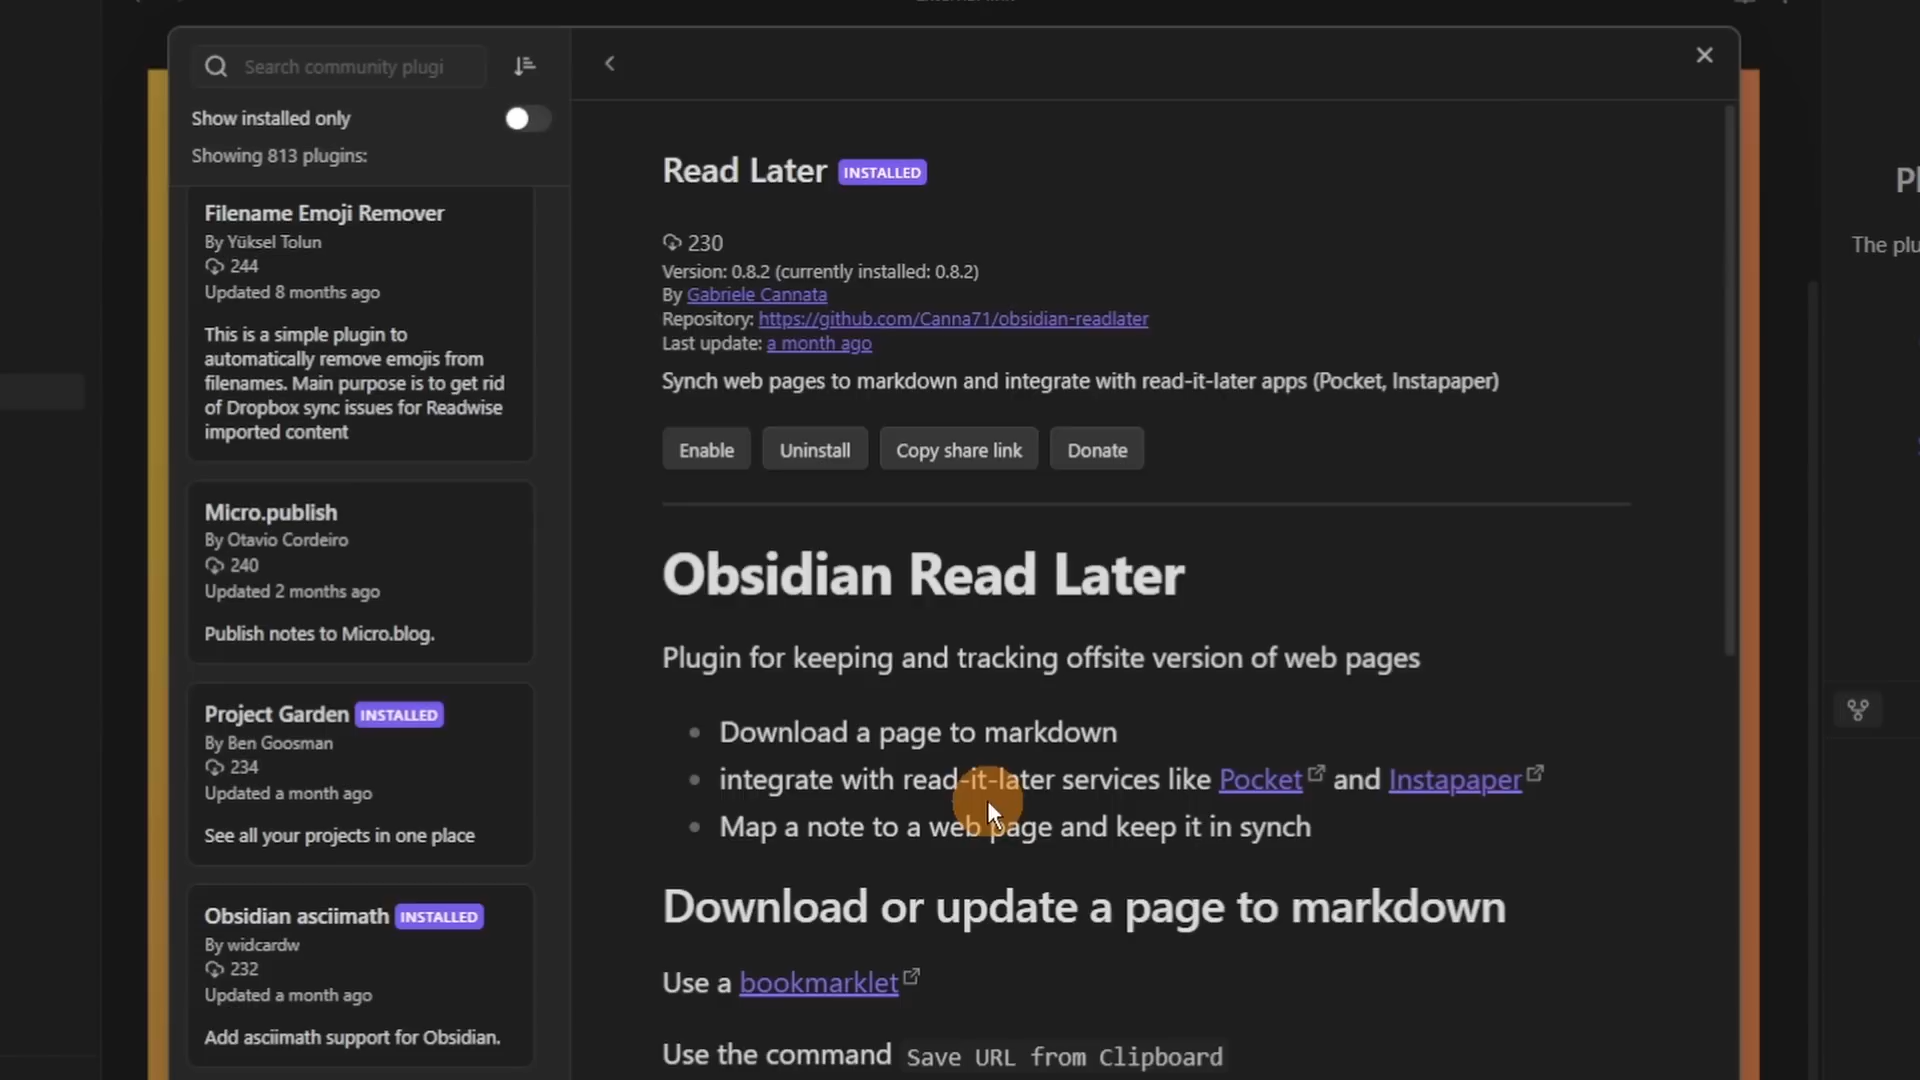 Search community plugi
Show installed only
Showing 813 plugins:
Filename Emoji Remover
By Yüksel Tolun
244
Updated 8 months ago
This is a simple plugin to
automatically remove emojis from
filenames. Main purpose is to get rid
of Dropbox sync issues for Readwise
imported content
Micro.publish
By Otavio Cordeiro
240
Updated 2 months ago
Publish notes to Micro.blog.
Project Garden INSTALLED
By Ben Goosman
234
Updated a month ago
See all your projects in one place
Obsidian asciimath INSTALLED
By widcardw
232
Updated a month ago
Add asciimath support for Obsidian.
Read Later INSTALLED
230
Version: 0.8.2 (currently installed: 0.8.2)
By Gabriele Cannata
Repository: https://github.com/Canna71/obsidian-readlater
Last update: a month ago
Synch web pages to markdown and integrate with read-it-later apps (Pocket, Instapaper)
Enable Uninstall Copy share link Donate
Obsidian Read Later
Plugin for keeping and tracking offsite version of web pages
Download a page to markdown
integrate with read-it-later services like Pocket and Instapaper
Map a note to a web page and keep it in synch
Download or update a page to markdown
Use a bookmarklet
Use the command Save URL from Clipboard
Pl
The plu